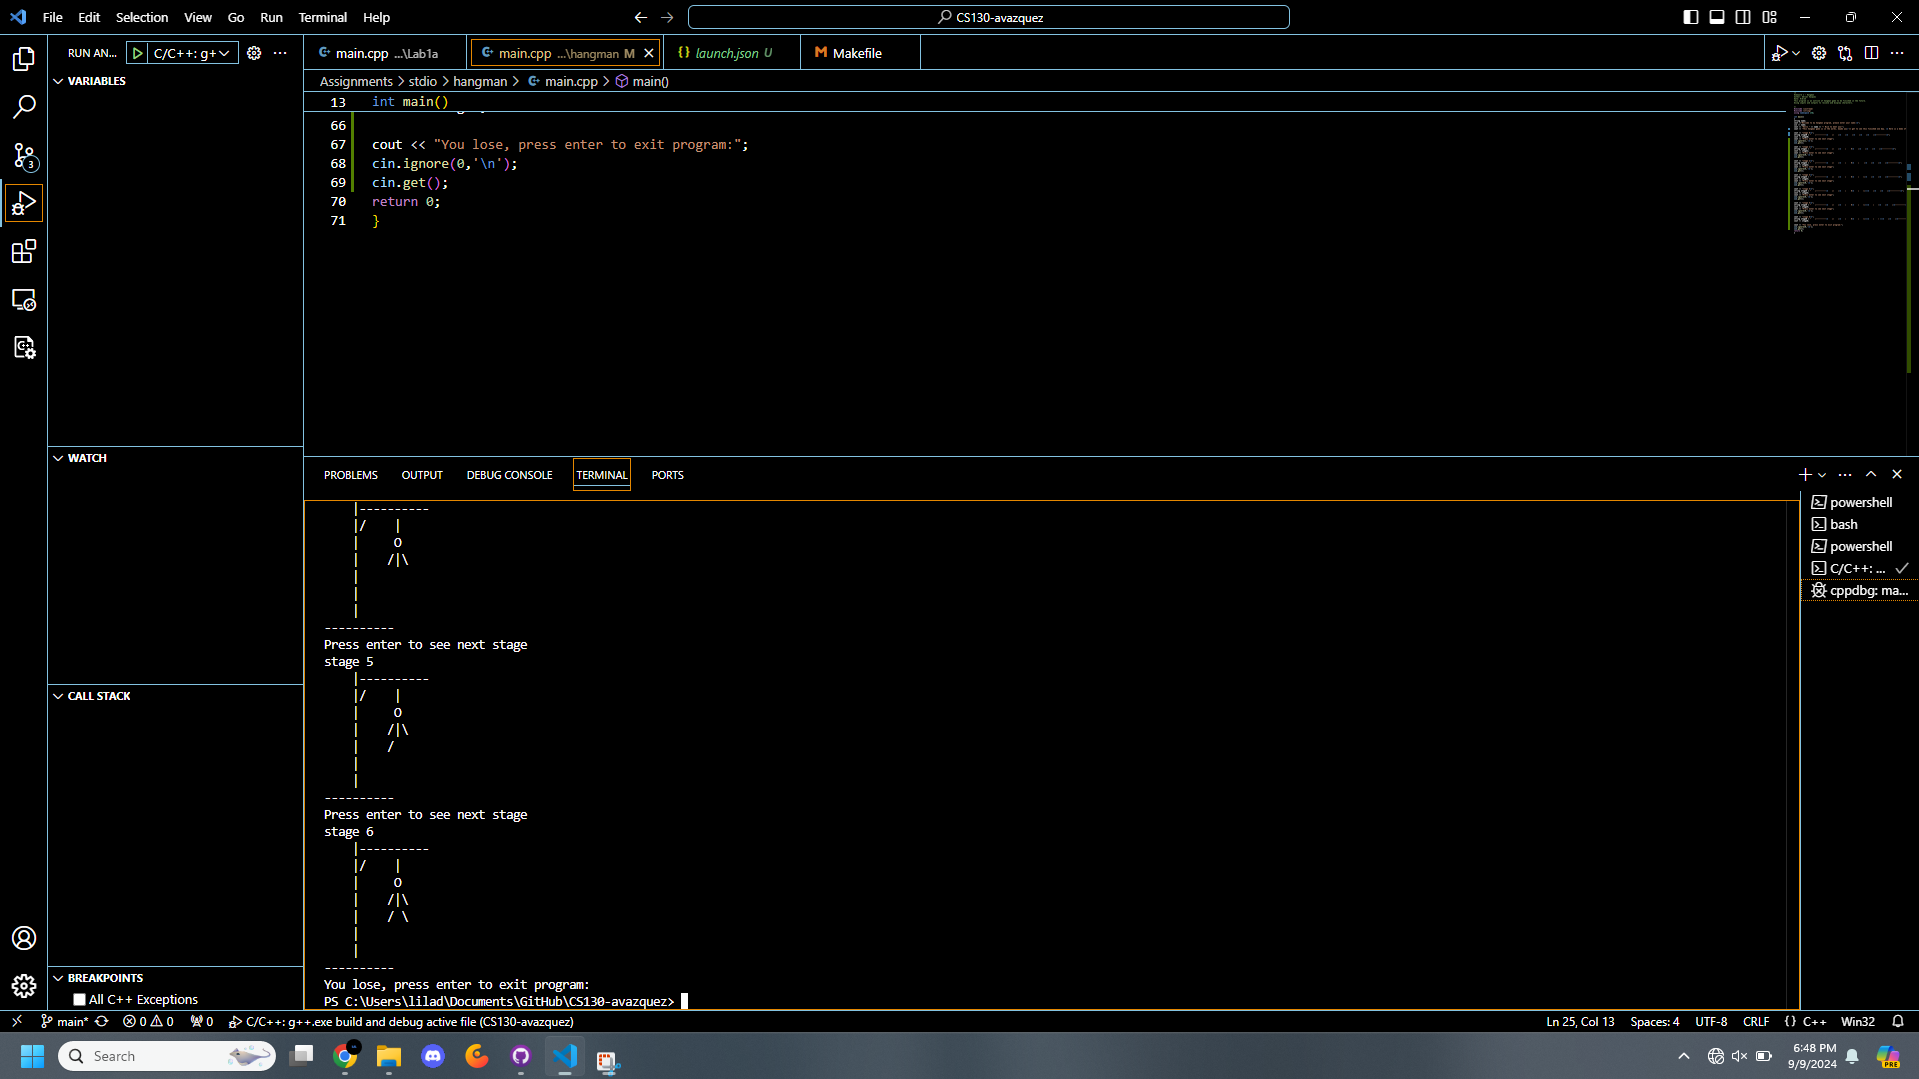 File Edit Selection View Go Run Terminal Help
CS130-avazquez
RUN AN... C/C++: g+
main.cpp ...\Lab1a
main.cpp ...\hangman M
{} launch.json U
M Makefile
VARIABLES
Assignments > stdio > hangman > main.cpp > main()
13 int main()
66
67 cout << "You lose, press enter to exit program:";
68 cin.ignore(0,'\n');
69 cin.get();
70 return 0;
71 }
WATCH
PROBLEMS OUTPUT DEBUG CONSOLE TERMINAL PORTS
powershell
bash
powershell
C/C++: ...
cppdbg: ma...
|----------
|/    |
|     O
|    /|\
|
|
|
----------
Press enter to see next stage
stage 5
|----------
|/    |
|     O
|    /|\
|    /
|
|
----------
Press enter to see next stage
stage 6
|----------
|/    |
|     O
|    /|\
|    / \
|
|
----------
You lose, press enter to exit program:
PS C:\Users\lilad\Documents\GitHub\CS130-avazquez>
CALL STACK
BREAKPOINTS
All C++ Exceptions
3
main* 0 0 0 C/C++: g++.exe build and debug active file (CS130-avazquez)
Ln 25, Col 13 Spaces: 4 UTF-8 CRLF {} C++ Win32
Search
6:48 PM
9/9/2024
PRE